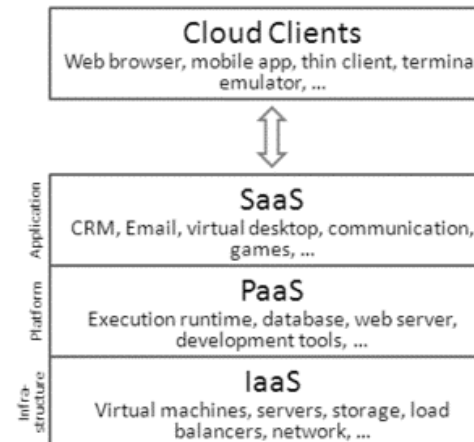 Cloud Clients
Web browser, mobile app, thin client, termina
emulator, ...
Application
SaaS
CRM, Email, virtual desktop, communication,
games, ...
Platform
PaaS
Execution runtime, database, web server,
development tools, ...
Infra-
structure
IaaS
Virtual machines, servers, storage, load
balancers, network, ...